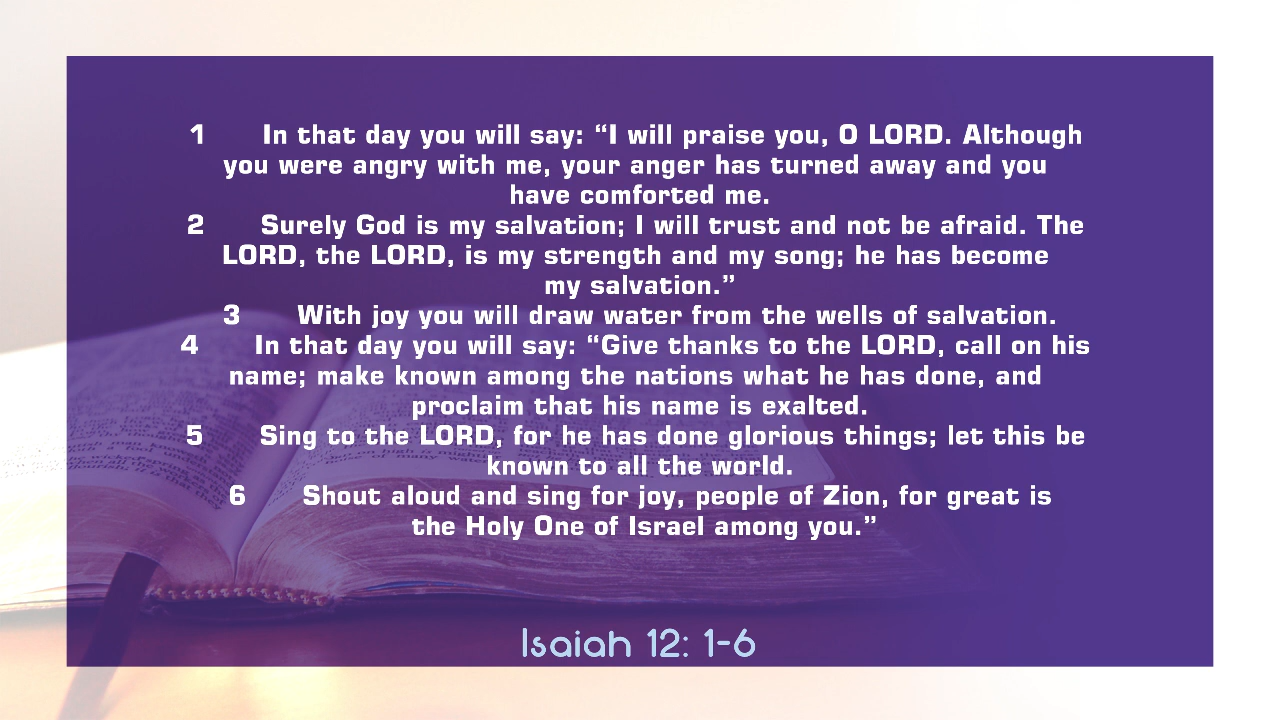 1 In that day you will say: “I will praise you, O LORD. Although
you were angry with me, your anger has turned away and you
have comforted me.
2 Surely God is my salvation; I will trust and not be afraid. The
LORD, the LORD, is my strength and my song; he has become
my salvation.”
3 With joy you will draw water from the wells of salvation.
4 In that day you will say: “Give thanks to the LORD, call on his
name; make known among the nations what he has done, and
proclaim that his name is exalted.
5 Sing to the LORD, for he has done glorious things; let this be
known to all the world.
6 Shout aloud and sing for joy, people of Zion, for great is
the Holy One of Israel among you.”
Isaiah 12: 1-6